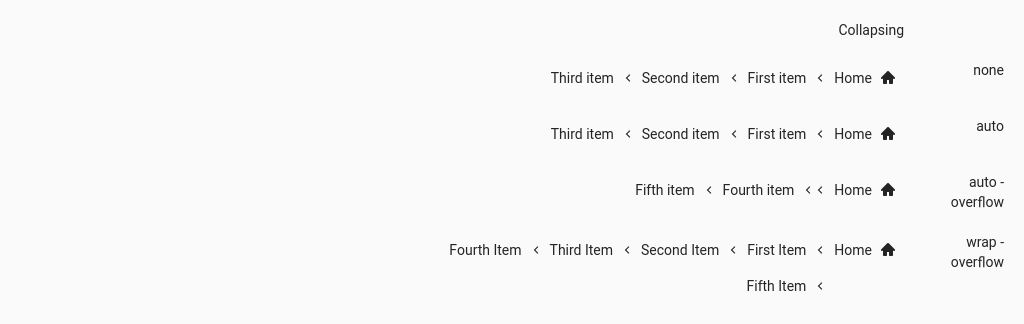 Collapsing
none
Home First item Second item Third item
auto
Home First item Second item Third item
auto - overflow
Home Fourth item Fifth item
wrap - overflow
Home First Item Second Item Third Item Fourth Item
Fifth Item